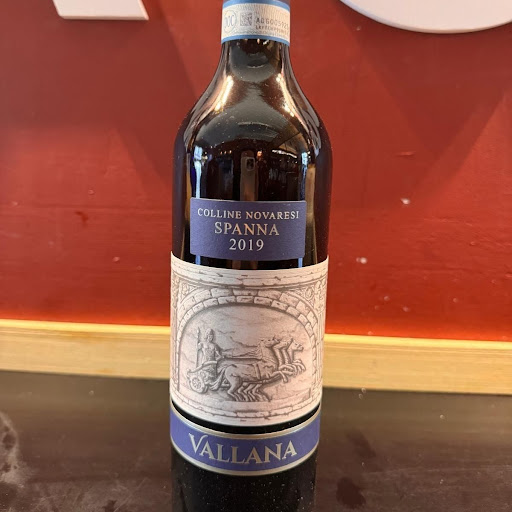 COLLINE NOVARESI
SPANNA
2019
VALLANA